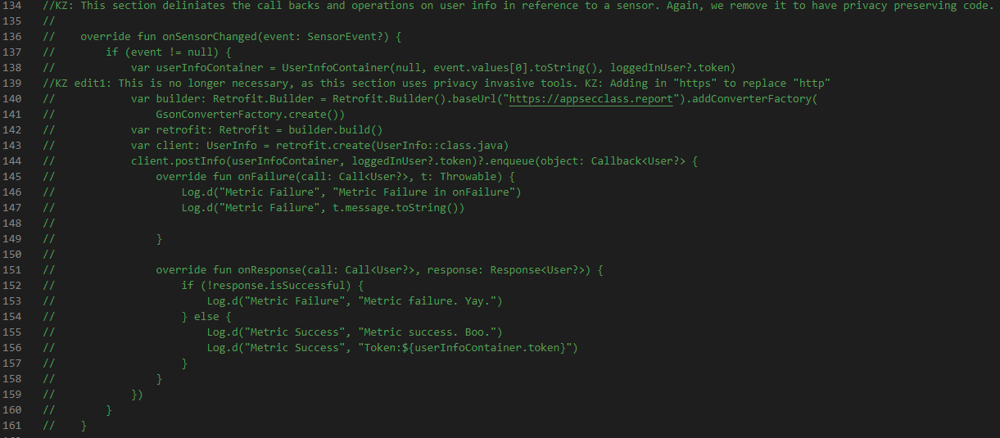 134 //KZ: This section deliniates the call backs and operations on user info in reference to a sensor. Again, we remove it to have privacy preserving code.
135 //
136 //    override fun onSensorChanged(event: SensorEvent?) {
137 //        if (event != null) {
138 //            var userInfoContainer = UserInfoContainer(null, event.values[0].toString(), loggedInUser?.token)
139 //KZ edit1: This is no longer necessary, as this section uses privacy invasive tools. KZ: Adding in "https" to replace "http"
140 //            var builder: Retrofit.Builder = Retrofit.Builder().baseUrl("https://appsecclass.report").addConverterFactory(
141 //                GsonConverterFactory.create())
142 //            var retrofit: Retrofit = builder.build()
143 //            var client: UserInfo = retrofit.create(UserInfo::class.java)
144 //            client.postInfo(userInfoContainer, loggedInUser?.token)?.enqueue(object: Callback<User?> {
145 //                override fun onFailure(call: Call<User?>, t: Throwable) {
146 //                    Log.d("Metric Failure", "Metric Failure in onFailure")
147 //                    Log.d("Metric Failure", t.message.toString())
148 //
149 //                }
150 //
151 //                override fun onResponse(call: Call<User?>, response: Response<User?>) {
152 //                    if (!response.isSuccessful) {
153 //                        Log.d("Metric Failure", "Metric failure. Yay.")
154 //                    } else {
155 //                        Log.d("Metric Success", "Metric success. Boo.")
156 //                        Log.d("Metric Success", "Token:${userInfoContainer.token}")
157 //                    }
158 //                }
159 //            })
160 //        }
161 //    }